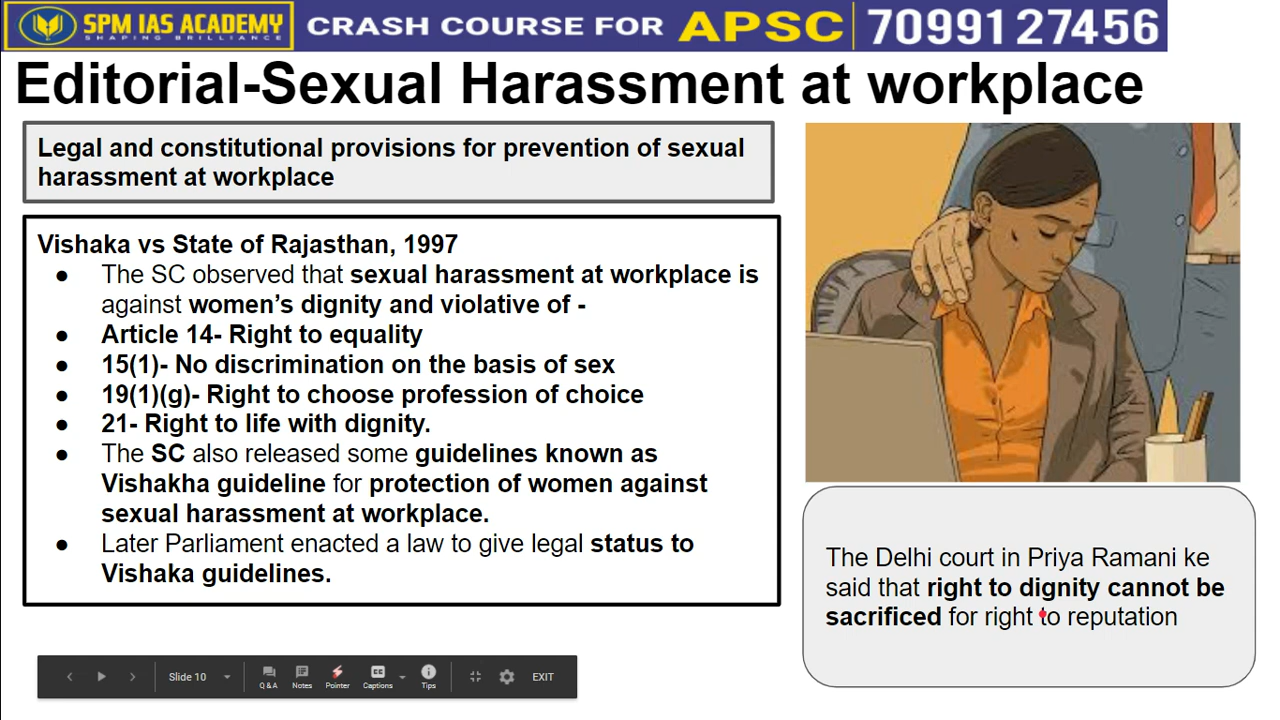 SPM IAS ACADEMY
SHAPING BRILLIANCE
CRASH COURSE FOR APSC 70991 27456
Editorial-Sexual Harassment at workplace
Legal and constitutional provisions for prevention of sexual
harassment at workplace
Vishaka vs State of Rajasthan, 1997
● The SC observed that sexual harassment at workplace is
against women’s dignity and violative of -
● Article 14- Right to equality
● 15(1)- No discrimination on the basis of sex
● 19(1)(g)- Right to choose profession of choice
● 21- Right to life with dignity.
● The SC also released some guidelines known as
Vishakha guideline for protection of women against
sexual harassment at workplace.
● Later Parliament enacted a law to give legal status to
Vishaka guidelines.
The Delhi court in Priya Ramani ke
said that right to dignity cannot be
sacrificed for right to reputation
Slide 10
Q & A
Notes
Pointer
CC
Captions
Tips
EXIT